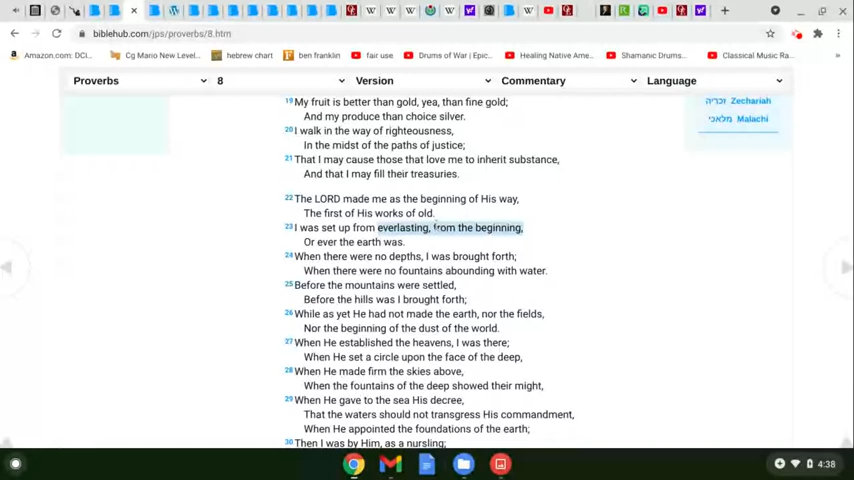 biblehub.com/jps/proverbs/8.htm
Amazon.com: DC/... Cg Mario New Level... hebrew chart ben franklin fair use Drums of War | Epic... Healing Native Ame... Shamanic Drums... Classical Music Ra...
Proverbs 8 Version Commentary Language
זכריה Zechariah
מלאכי Malachi
19 My fruit is better than gold, yea, than fine gold;
And my produce than choice silver.
20 I walk in the way of righteousness,
In the midst of the paths of justice;
21 That I may cause those that love me to inherit substance,
And that I may fill their treasuries.
22 The LORD made me as the beginning of His way,
The first of His works of old.
23 I was set up from everlasting, from the beginning,
Or ever the earth was.
24 When there were no depths, I was brought forth;
When there were no fountains abounding with water.
25 Before the mountains were settled,
Before the hills was I brought forth;
26 While as yet He had not made the earth, nor the fields,
Nor the beginning of the dust of the world.
27 When He established the heavens, I was there;
When He set a circle upon the face of the deep,
28 When He made firm the skies above,
When the fountains of the deep showed their might,
29 When He gave to the sea His decree,
That the waters should not transgress His commandment,
When He appointed the foundations of the earth;
30 Then I was by Him, as a nursling;
4:38